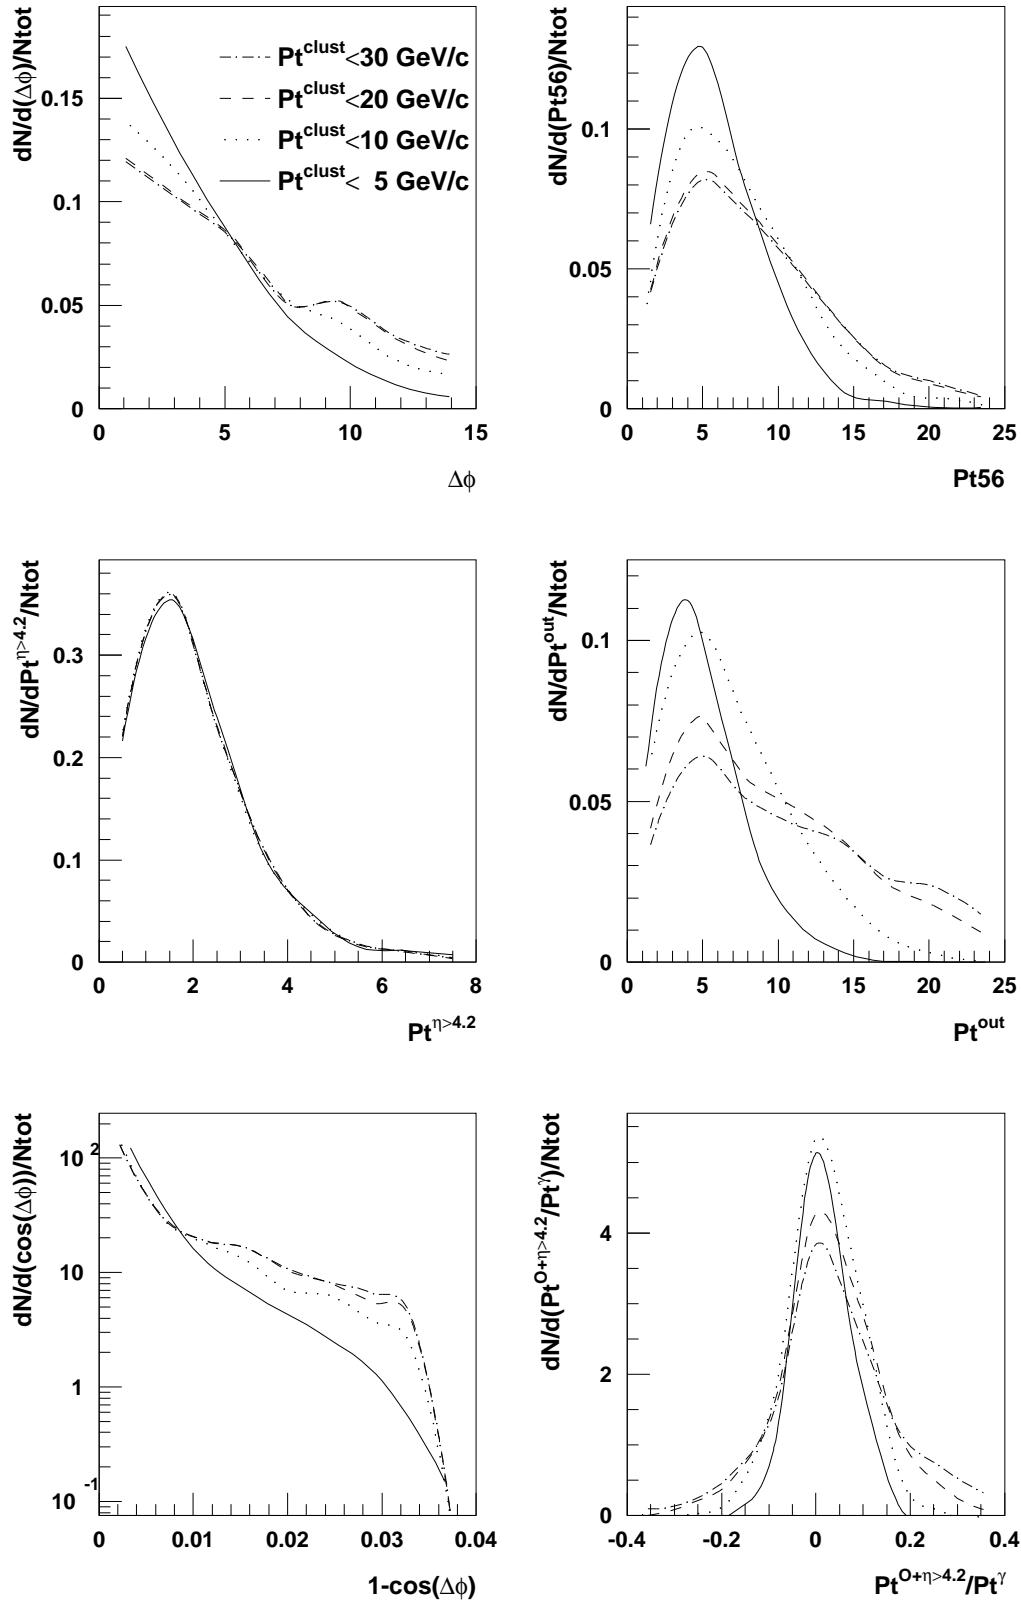 dN/d(Δϕ)/Ntot
Pt^clust<30 GeV/c
Pt^clust<20 GeV/c
Pt^clust<10 GeV/c
Pt^clust< 5 GeV/c
0.15
0.1
0.05
0
0 5 10 15
Δϕ
dN/d(Pt56)/Ntot
0.1
0.05
0
0 5 10 15 20 25
Pt56
dN/dPt^η>4.2/Ntot
0.3
0.2
0.1
0
0 2 4 6 8
Pt^η>4.2
dN/dPt^out/Ntot
0.1
0.05
0
0 5 10 15 20 25
Pt^out
dN/d(cos(Δϕ))/Ntot
10^2
10
1
10^-1
0 0.01 0.02 0.03 0.04
1-cos(Δϕ)
dN/d(Pt^O+η>4.2/Pt^γ)/Ntot
4
2
0
-0.4 -0.2 0 0.2 0.4
Pt^O+η>4.2/Pt^γ